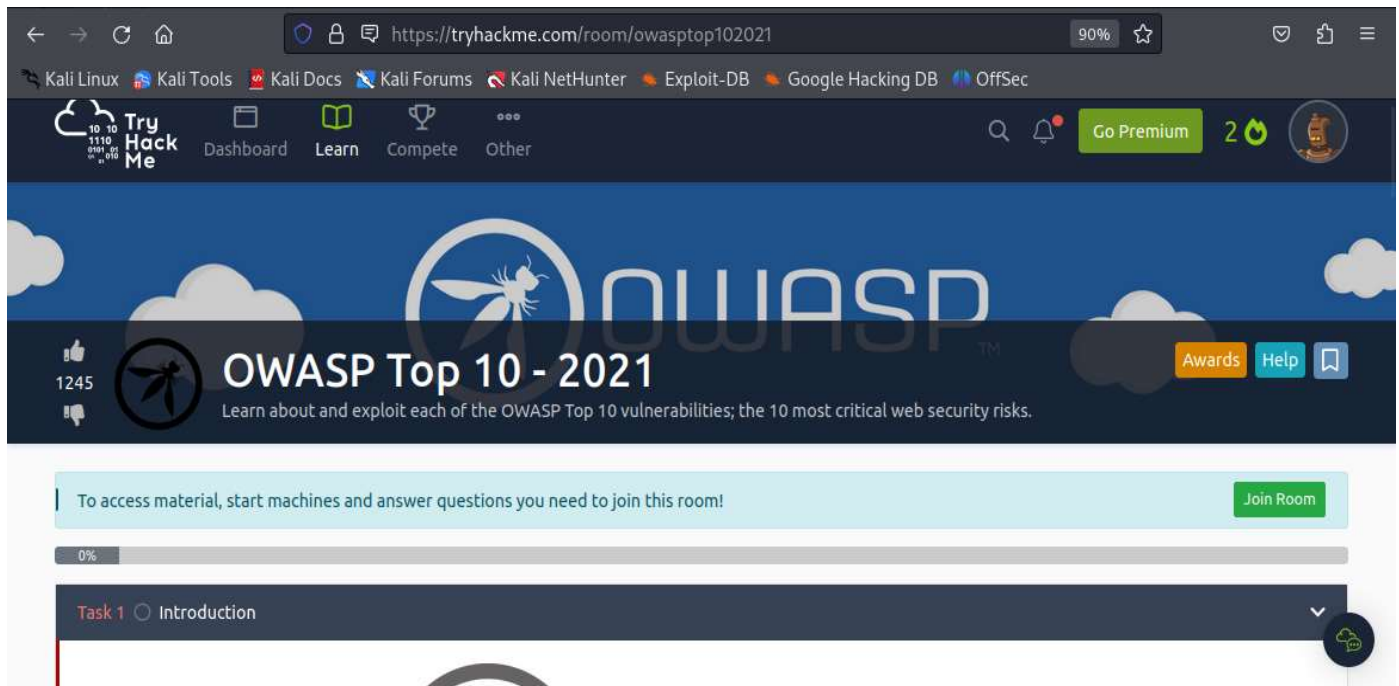 https://tryhackme.com/room/owasptop102021
90%
Kali Linux Kali Tools Kali Docs Kali Forums Kali NetHunter Exploit-DB Google Hacking DB OffSec
Try Hack Me
Dashboard Learn Compete Other
Go Premium 2
OWASP
TM
1245
OWASP Top 10 - 2021
Learn about and exploit each of the OWASP Top 10 vulnerabilities; the 10 most critical web security risks.
Awards Help
To access material, start machines and answer questions you need to join this room!
Join Room
0%
Task 1 Introduction